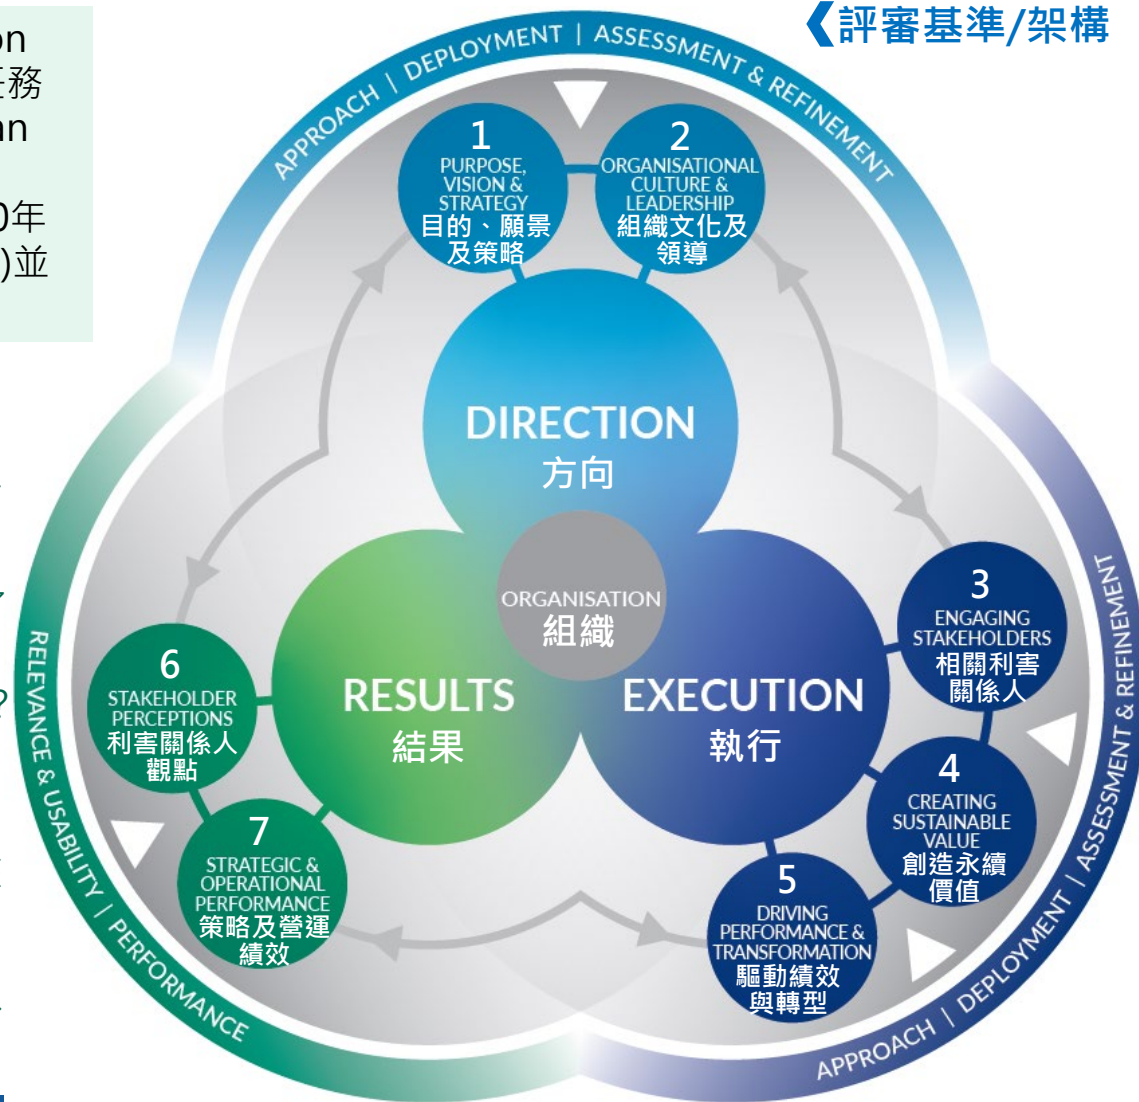 ❮評審基準/架構
on
任務
0年
)並
?
APPROACH | DEPLOYMENT | ASSESSMENT & REFINEMENT
1
PURPOSE,
VISION &
STRATEGY
目的、願景
及策略
2
ORGANISATIONAL
CULTURE &
LEADERSHIP
組織文化及
領導
DIRECTION
方向
ORGANISATION
組織
RESULTS
結果
EXECUTION
執行
3
ENGAGING
STAKEHOLDERS
相關利害
關係人
4
CREATING
SUSTAINABLE
VALUE
創造永續
價值
5
DRIVING
PERFORMANCE &
TRANSFORMATION
驅動績效
與轉型
APPROACH | DEPLOYMENT | ASSESSMENT & REFINEMENT
6
STAKEHOLDER
PERCEPTIONS
利害關係人
觀點
7
STRATEGIC &
OPERATIONAL
PERFORMANCE
策略及營運
績效
RELEVANCE & USABILITY | PERFORMANCE